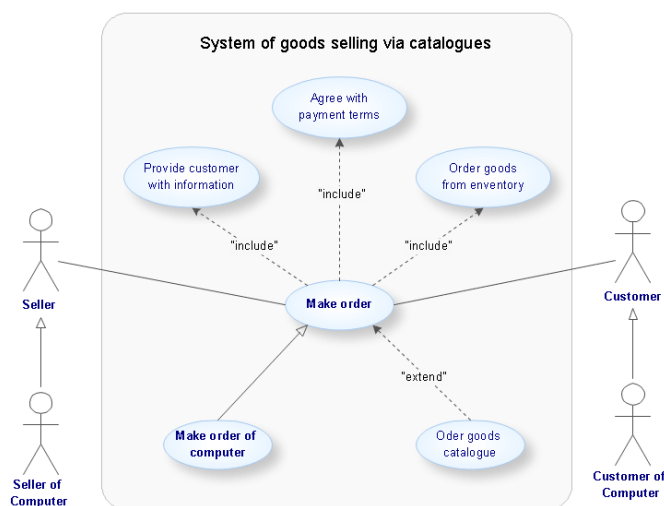 System of goods selling via catalogues
Agree with
payment terms
Provide customer
with information
Order goods
from enventory
"include"
"include"
"include"
Seller
Make order
Customer
"extend"
Make order of
computer
Oder goods
catalogue
Seller of
Computer
Customer of
Computer